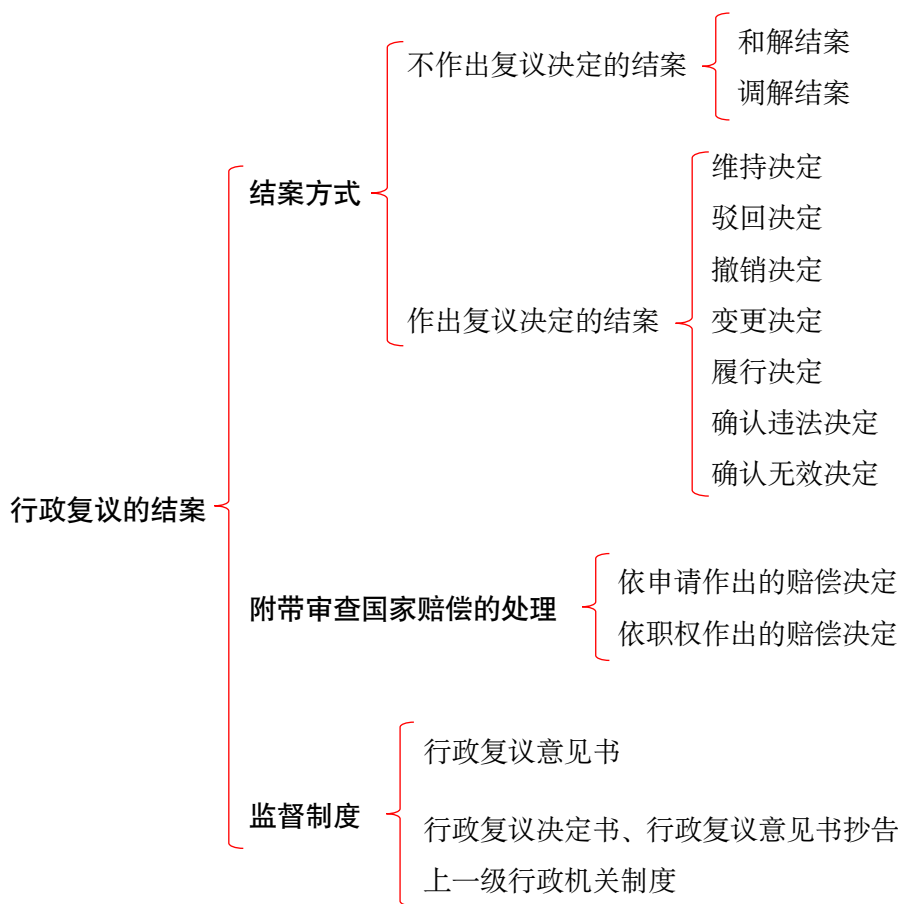 行政复议的结案
结案方式
不作出复议决定的结案
和解结案
调解结案
作出复议决定的结案
维持决定
驳回决定
撤销决定
变更决定
履行决定
确认违法决定
确认无效决定
附带审查国家赔偿的处理
依申请作出的赔偿决定
依职权作出的赔偿决定
监督制度
行政复议意见书
行政复议决定书、行政复议意见书抄告
上一级行政机关制度